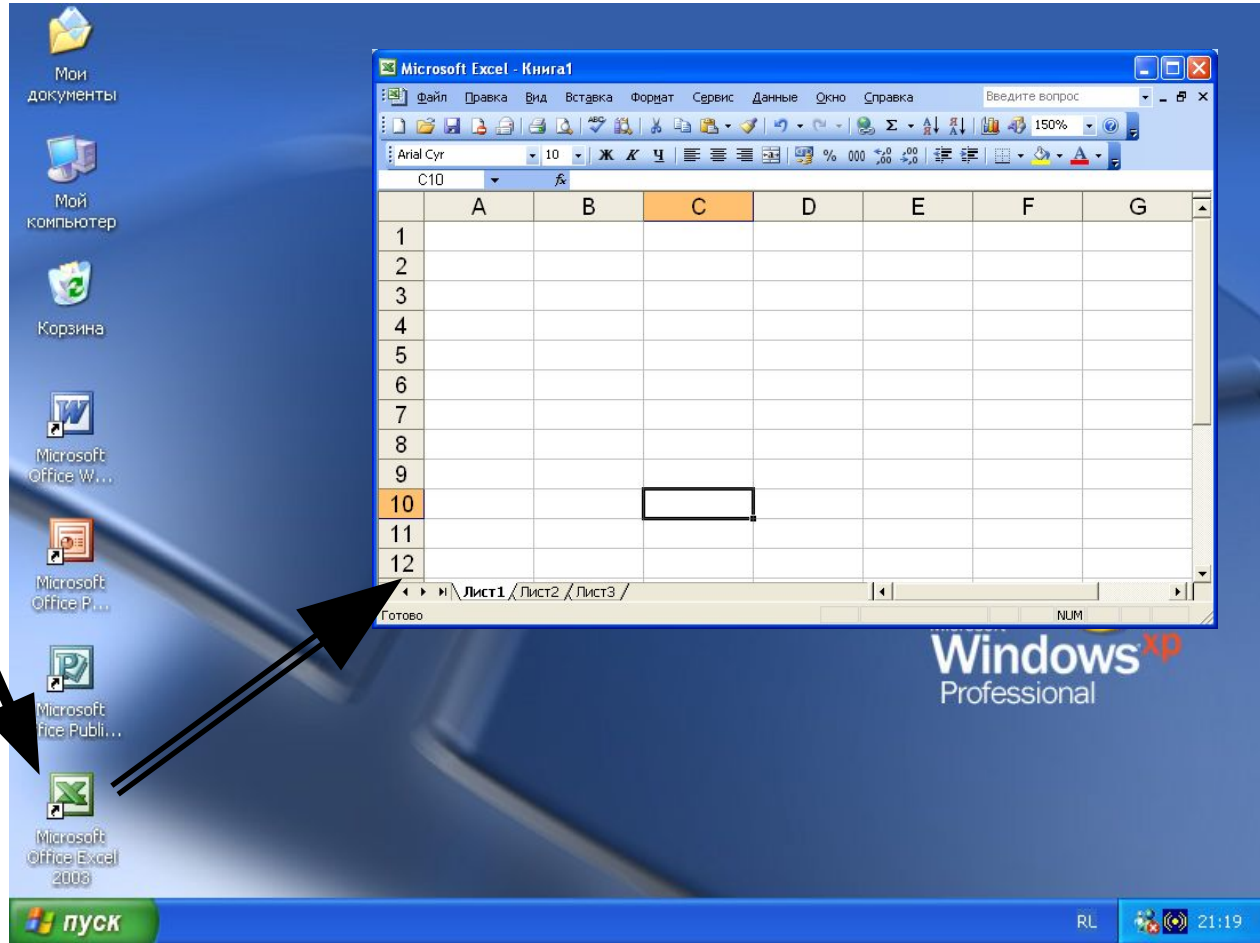 Мои
документы
Мой
компьютер
Корзина
Microsoft
Office W...
Microsoft
Office P...
Microsoft
fice Publi...
Microsoft
Office Excel
2003
Microsoft Excel - Книга1
Файл Правка Вид Вставка Формат Сервис Данные Окно Справка Введите вопрос
150%
Arial Cyr 10 Ж К Ч % 000
C10 fx
A B C D E F G
1
2
3
4
5
6
7
8
9
10
11
12
Лист1 Лист2 Лист3
Готово NUM
Windows xp
Professional
пуск RL 21:19